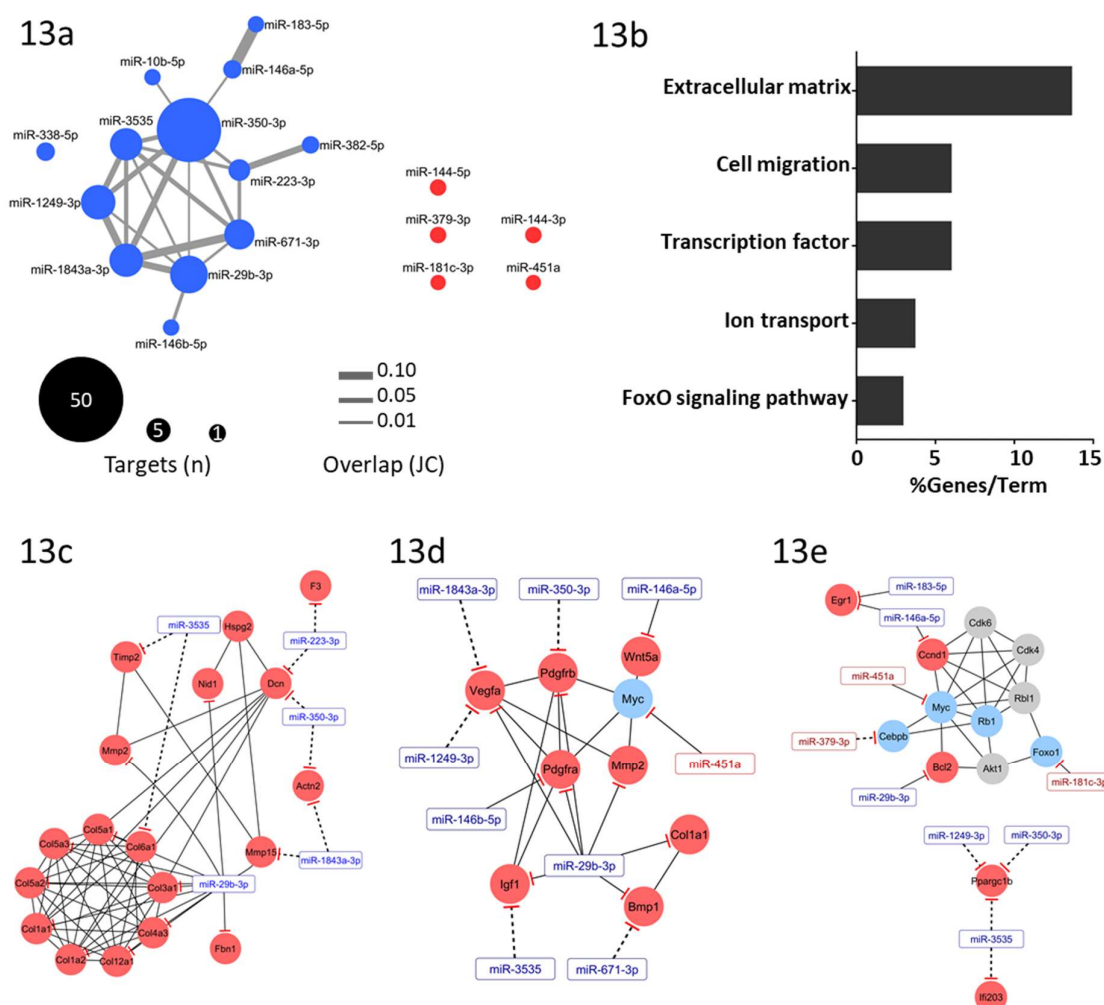 13a
miR-183-5p
miR-10b-5p
miR-146a-5p
miR-3535
miR-350-3p
miR-338-5p
miR-382-5p
miR-223-3p
miR-1249-3p
miR-671-3p
miR-1843a-3p
miR-29b-3p
miR-146b-5p
miR-144-5p
miR-379-3p
miR-144-3p
miR-181c-3p
miR-451a
50
5
1
Targets (n)
0.10
0.05
0.01
Overlap (JC)
13b
Extracellular matrix
Cell migration
Transcription factor
Ion transport
FoxO signaling pathway
0
5
10
15
%Genes/Term
13c
F3
miR-3535
Hspg2
miR-223-3p
Timp2
Nid1
Dcn
miR-350-3p
Mmp2
Actn2
Col5a1
Col5a3
Col6a1
Mmp15
miR-1843a-3p
Col5a2
Col3a1
miR-29b-3p
Col1a1
Col4a3
Fbn1
Col1a2
Col12a1
13d
miR-1843a-3p
miR-350-3p
miR-146a-5p
Wnt5a
Vegfa
Pdgfrb
Myc
miR-1249-3p
Pdgfra
Mmp2
miR-451a
miR-146b-5p
Col1a1
miR-29b-3p
Igf1
Bmp1
miR-3535
miR-671-3p
13e
miR-183-5p
Egr1
miR-146a-5p
Cdk6
Ccnd1
Cdk4
miR-451a
Rbl1
Myc
Rb1
miR-379-3p
Cebpb
Foxo1
Bcl2
Akt1
miR-181c-3p
miR-29b-3p
miR-1249-3p
miR-350-3p
Ppargc1b
miR-3535
Ifi203